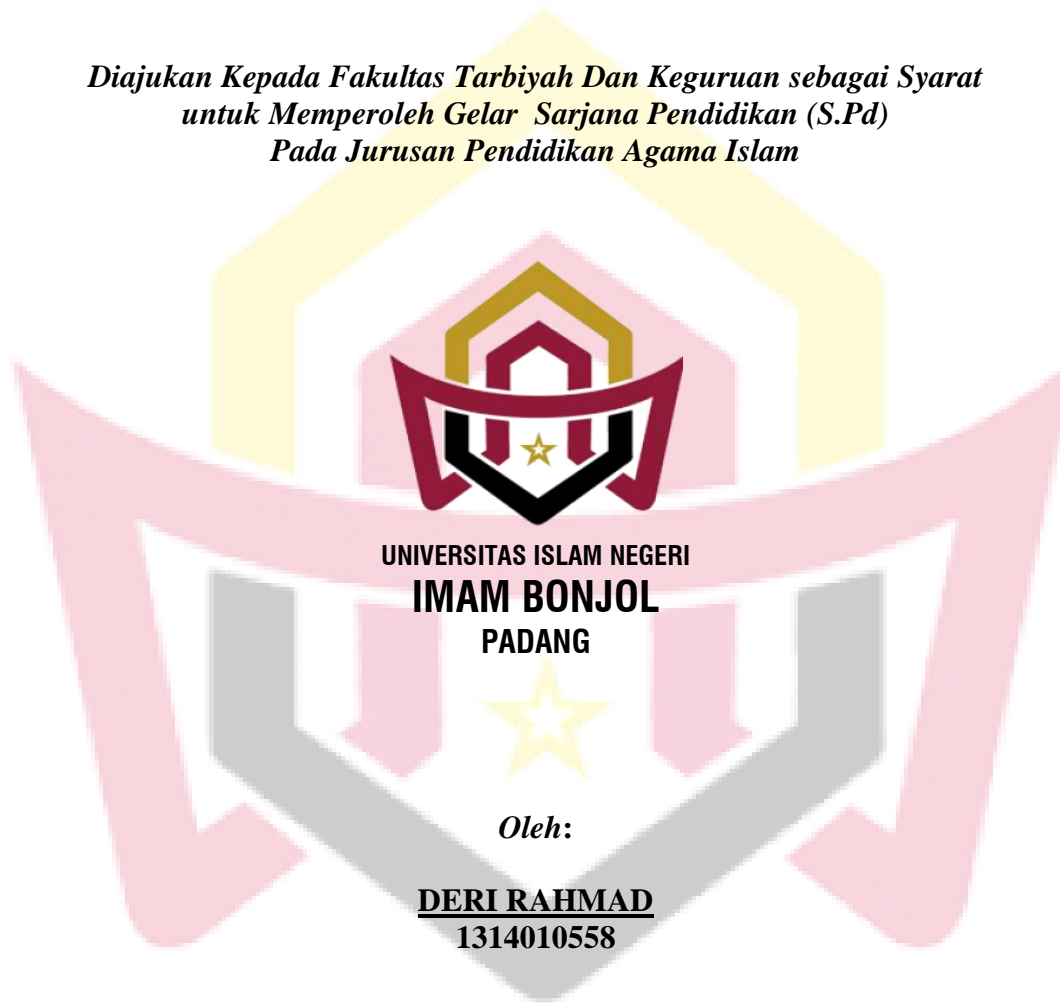 Diajukan Kepada Fakultas Tarbiyah Dan Keguruan sebagai Syarat
untuk Memperoleh Gelar Sarjana Pendidikan (S.Pd)
Pada Jurusan Pendidikan Agama Islam
UNIVERSITAS ISLAM NEGERI
IMAM BONJOL
PADANG
Oleh:
DERI RAHMAD
1314010558